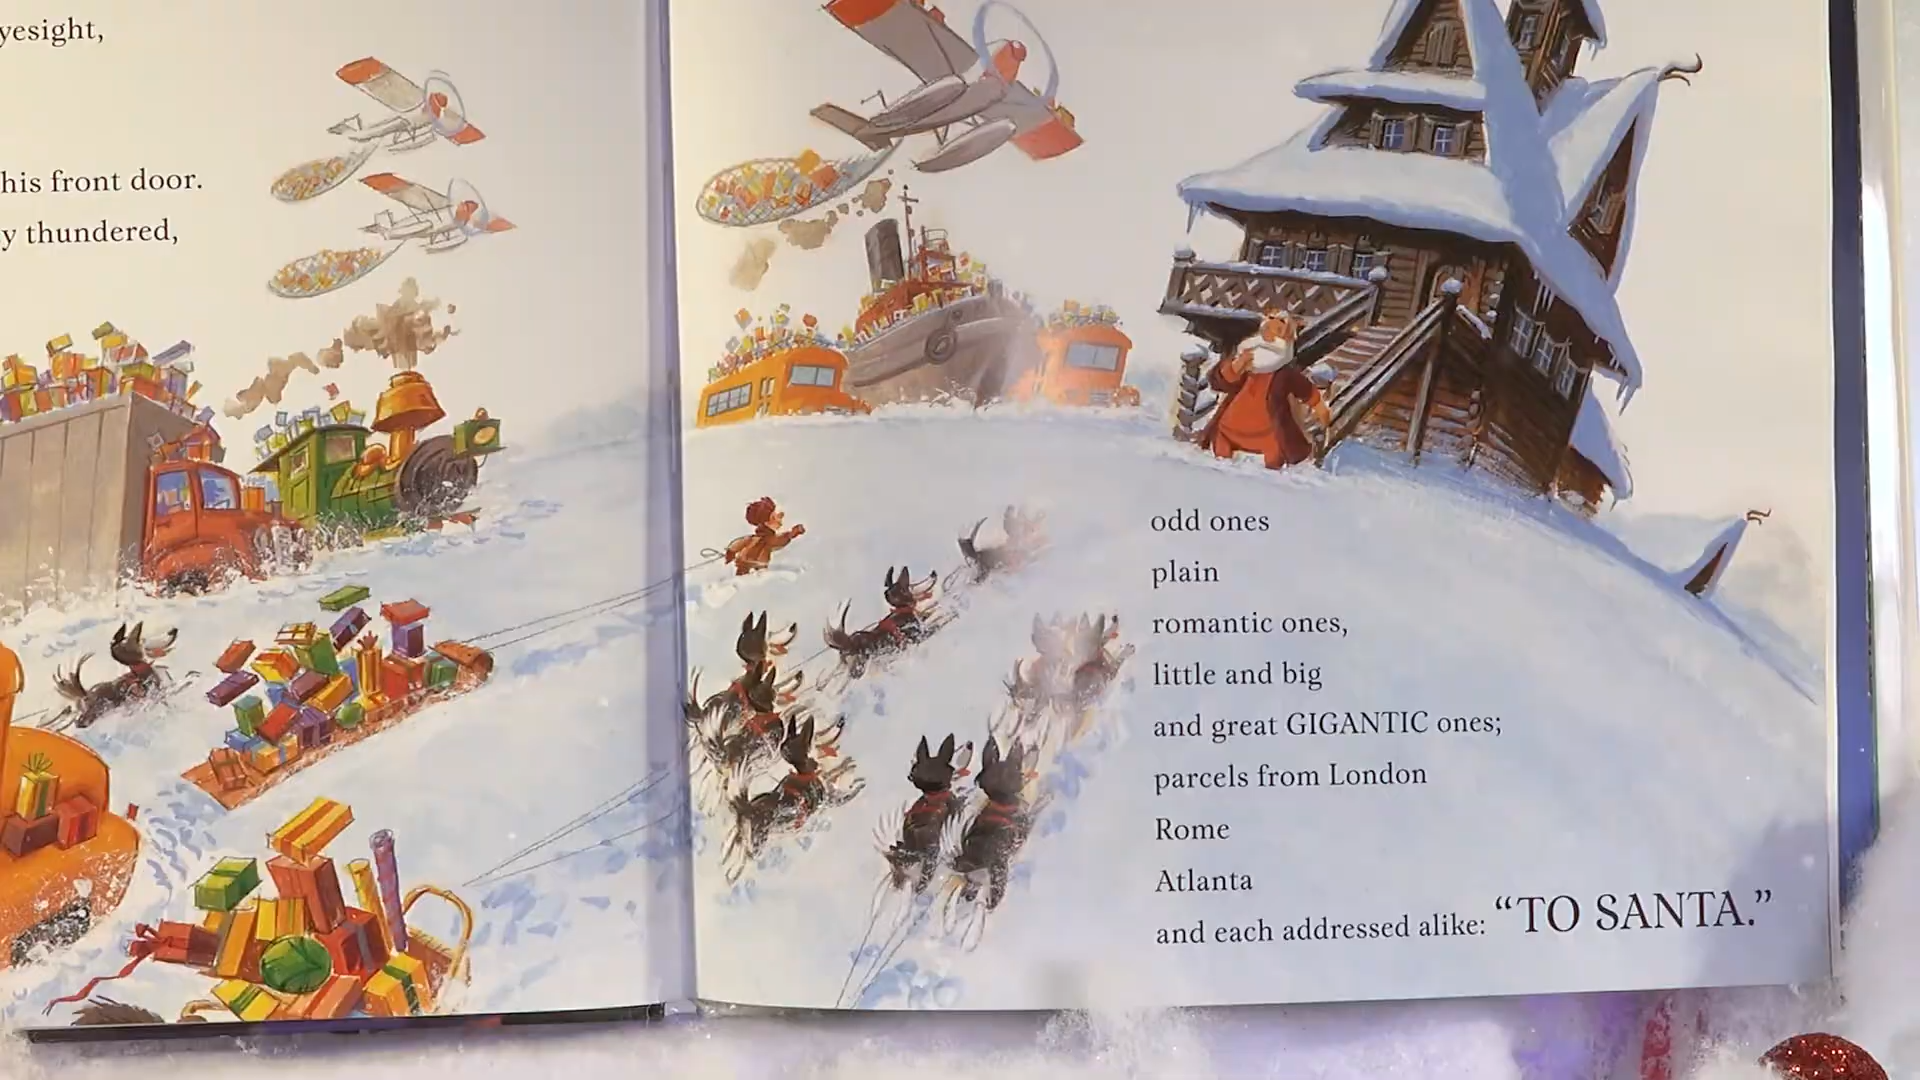 yesight,
his front door.
y thundered,
odd ones
plain
romantic ones,
little and big
and great GIGANTIC ones;
parcels from London
Rome
Atlanta
and each addressed alike: “TO SANTA.”